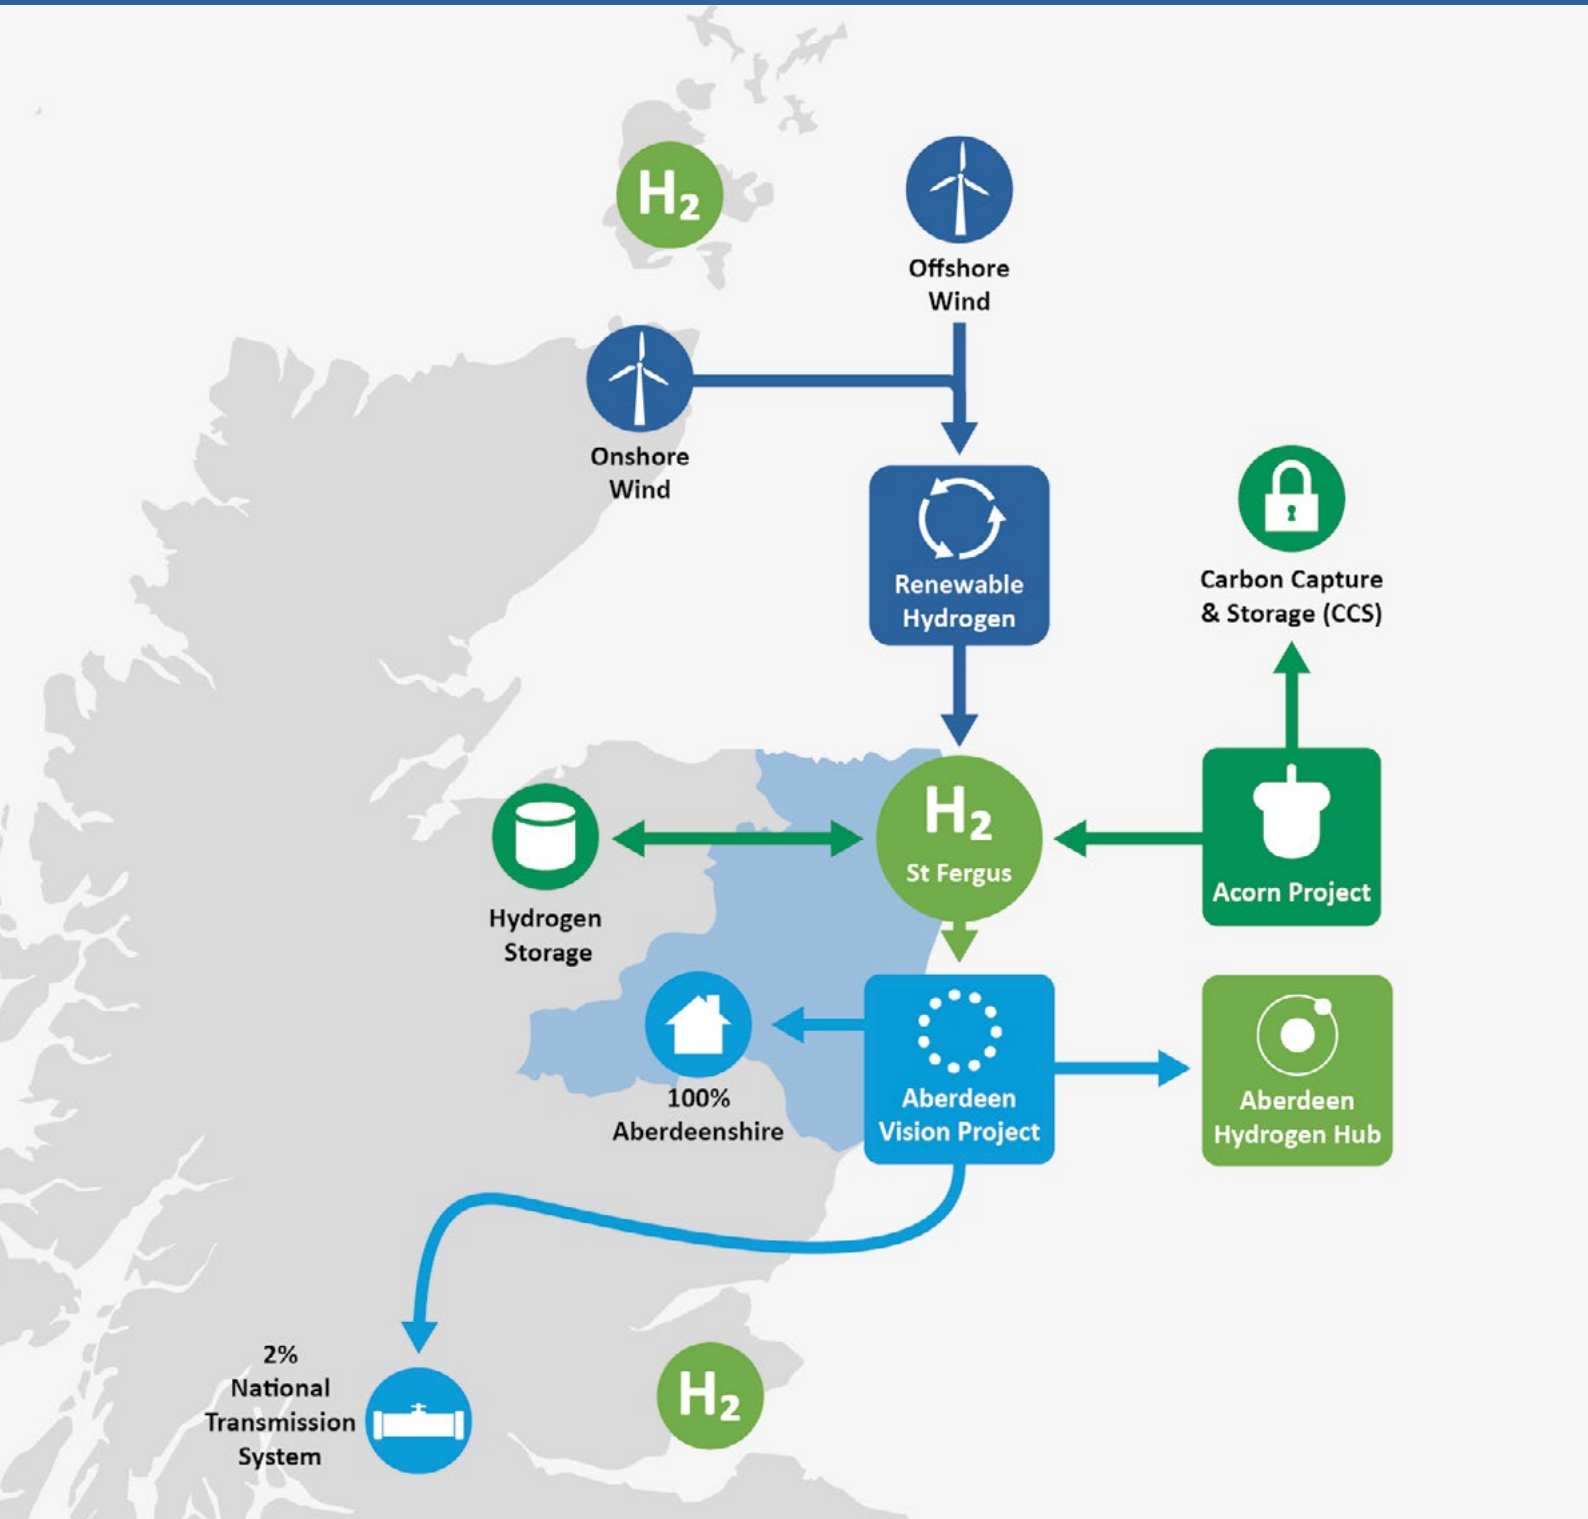 H₂
Offshore
Wind
Onshore
Wind
Renewable
Hydrogen
Carbon Capture
& Storage (CCS)
H₂
St Fergus
Acorn Project
Hydrogen
Storage
100%
Aberdeenshire
Aberdeen
Vision Project
Aberdeen
Hydrogen Hub
2%
National
Transmission
System
H₂